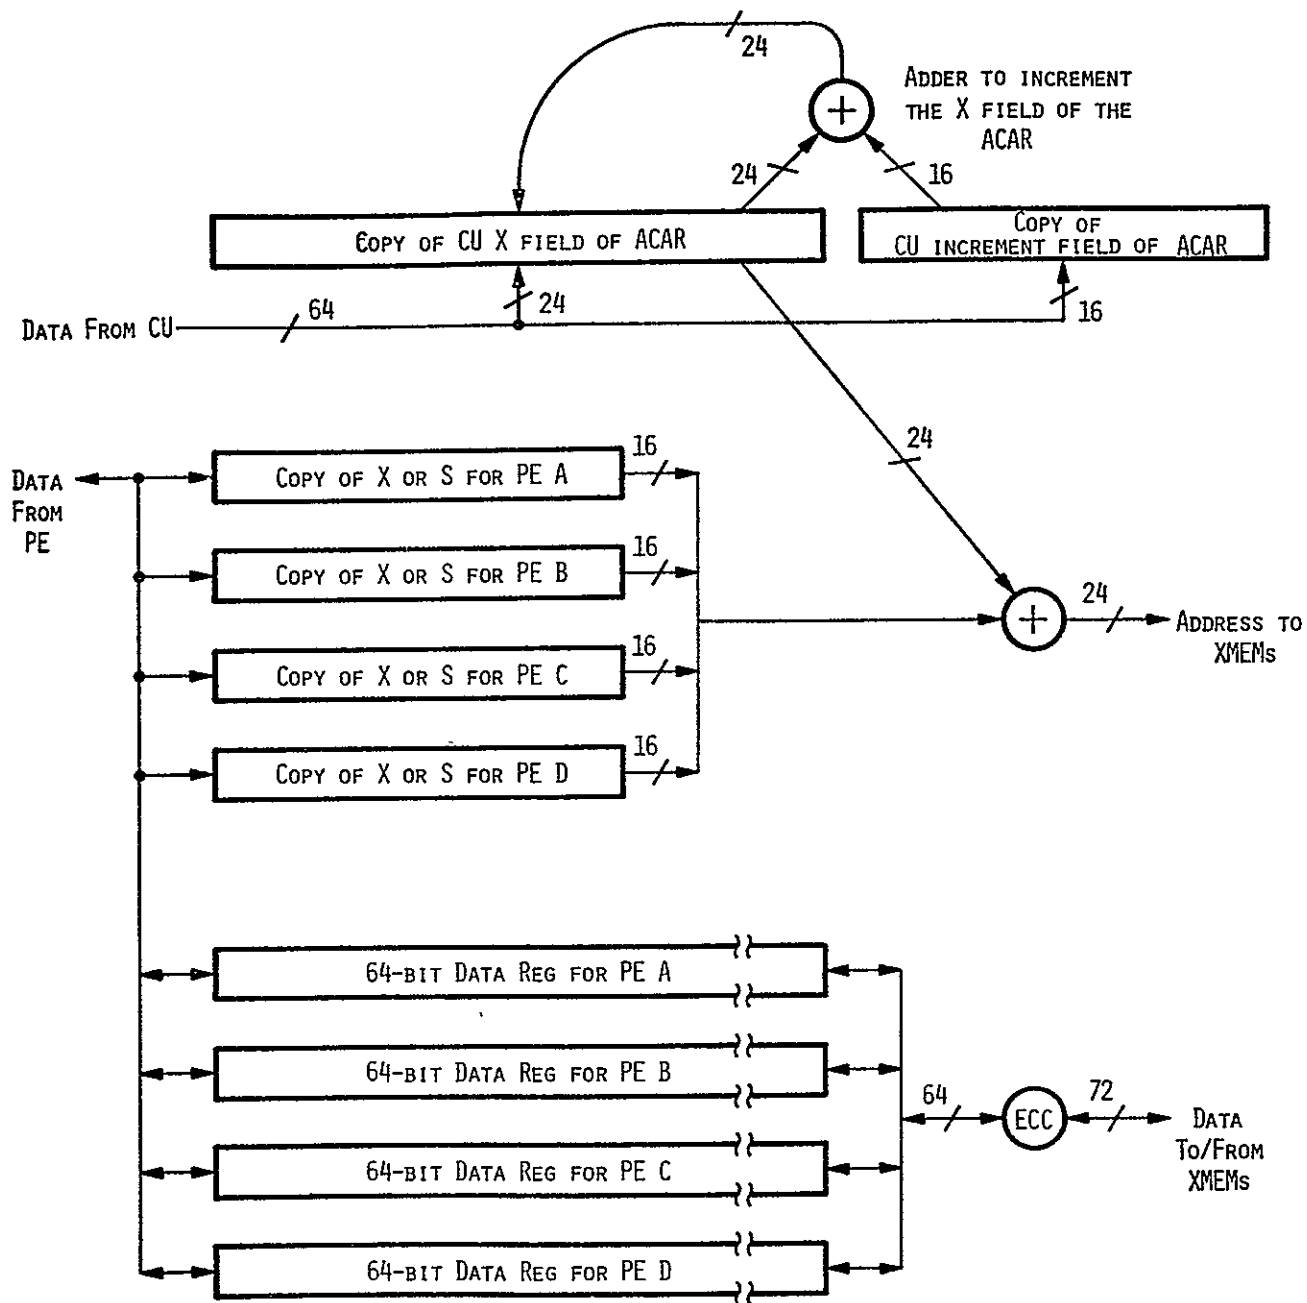 24
ADDER TO INCREMENT
THE X FIELD OF THE
ACAR
24
16
COPY OF CU X FIELD OF ACAR
COPY OF
CU INCREMENT FIELD OF ACAR
DATA FROM CU
64
24
16
24
DATA
FROM
PE
COPY OF X OR S FOR PE A
16
COPY OF X OR S FOR PE B
16
COPY OF X OR S FOR PE C
16
COPY OF X OR S FOR PE D
16
24
ADDRESS TO
XMEMs
64-BIT DATA REG FOR PE A
64-BIT DATA REG FOR PE B
64-BIT DATA REG FOR PE C
64-BIT DATA REG FOR PE D
64
ECC
72
DATA
TO/FROM
XMEMs